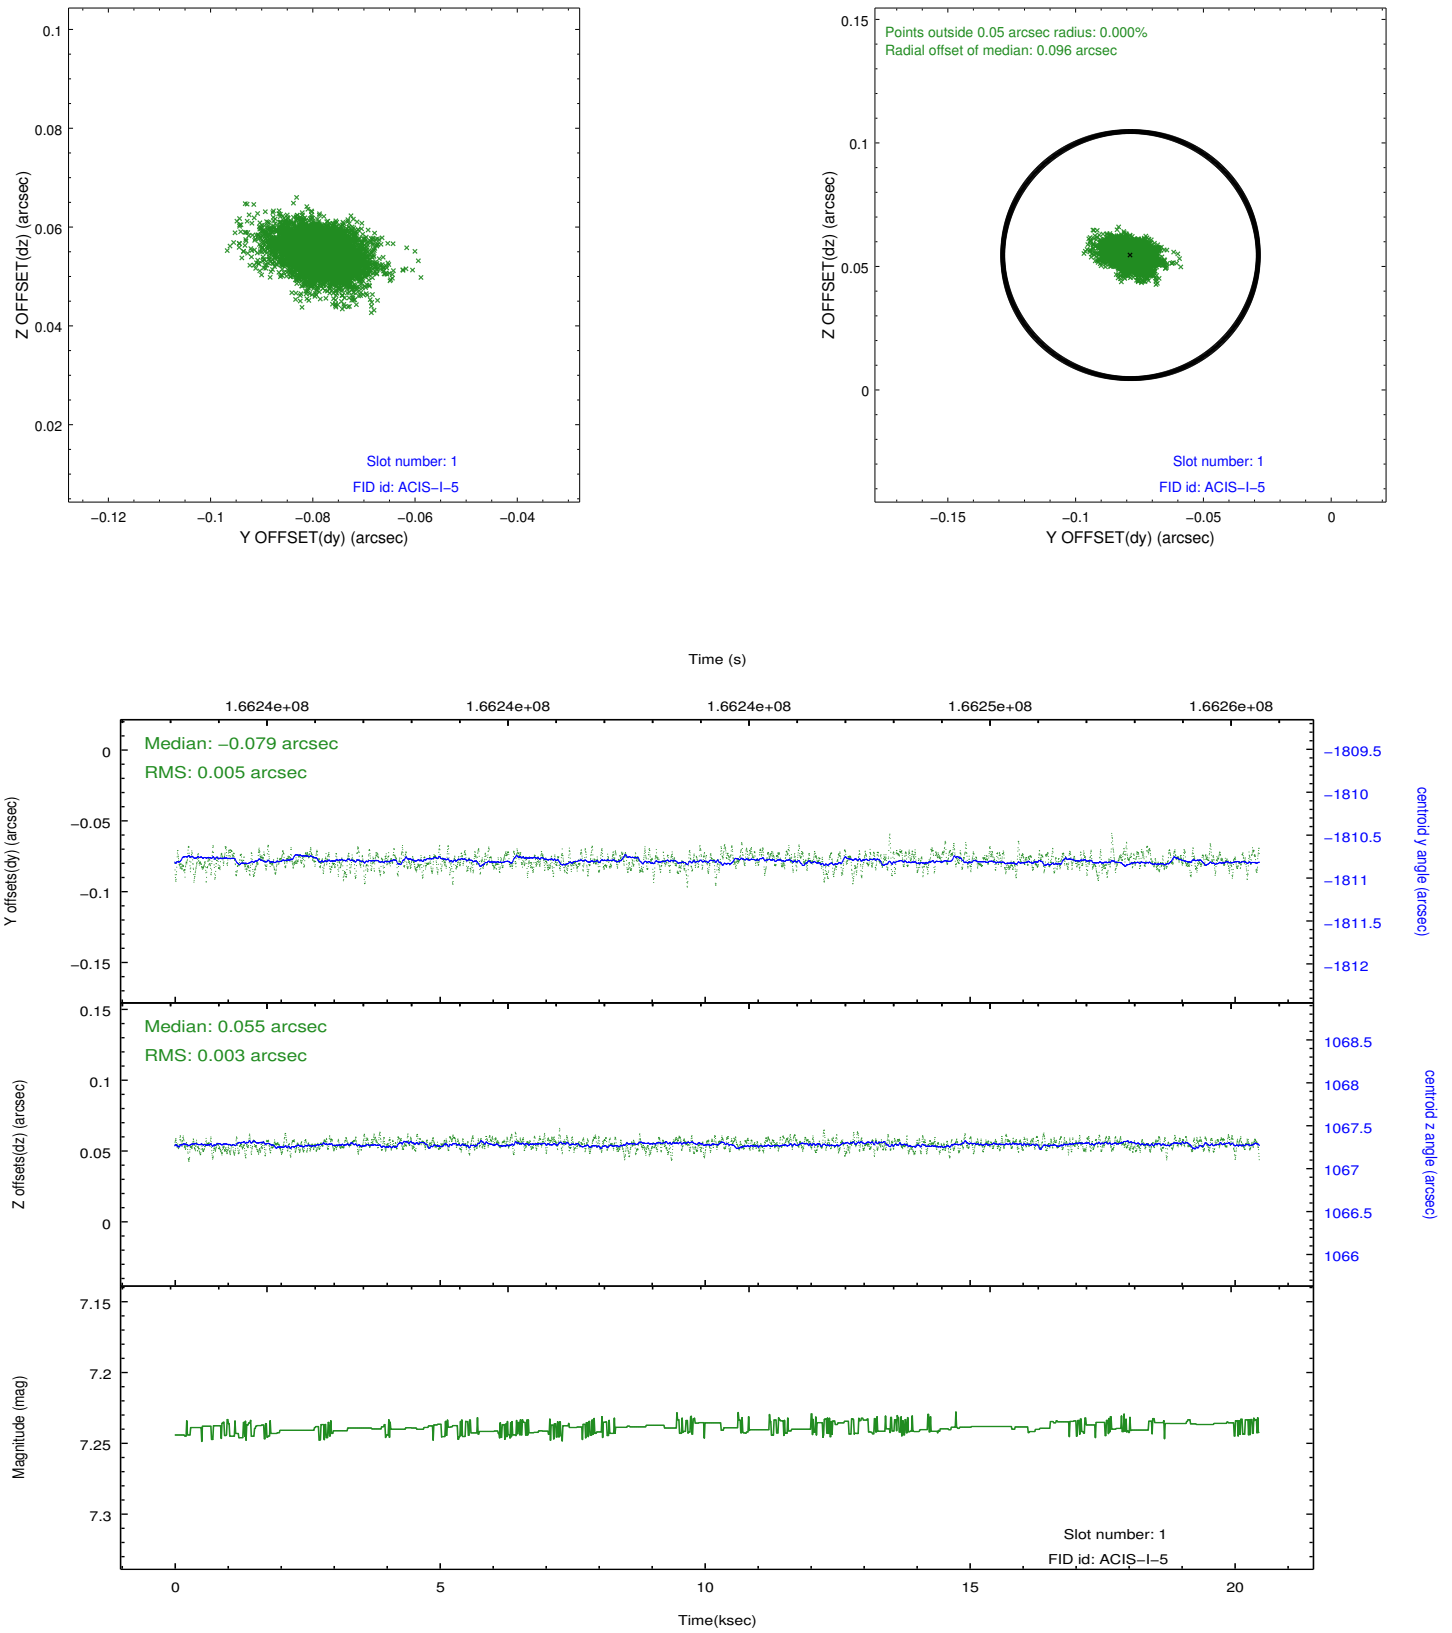 0.1
0.08
0.06
0.04
0.02
Z OFFSET(dz) (arcsec)
Slot number: 1
FID id: ACIS−I−5
−0.12
−0.1
−0.08
−0.06
−0.04
Y OFFSET(dy) (arcsec)
Points outside 0.05 arcsec radius: 0.000%
Radial offset of median: 0.096 arcsec
0.15
0.1
0.05
0
Z OFFSET(dz) (arcsec)
Slot number: 1
FID id: ACIS−I−5
−0.15
−0.1
−0.05
0
Y OFFSET(dy) (arcsec)
Time (s)
1.6624e+08
1.6624e+08
1.6624e+08
1.6625e+08
1.6626e+08
Median: −0.079 arcsec
RMS: 0.005 arcsec
0
−0.05
−0.1
−0.15
Y offsets(dy) (arcsec)
−1809.5
−1810
−1810.5
−1811
−1811.5
−1812
centroid y angle (arcsec)
Median: 0.055 arcsec
RMS: 0.003 arcsec
0.15
0.1
0.05
0
Z offsets(dz) (arcsec)
1068.5
1068
1067.5
1067
1066.5
1066
centroid z angle (arcsec)
7.15
7.2
7.25
7.3
Magnitude (mag)
Slot number: 1
FID id: ACIS−I−5
0
5
10
15
20
Time(ksec)